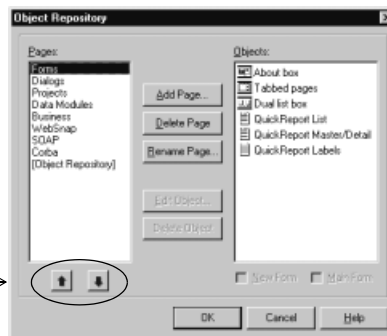 Object Repository
Pages:
Forms
Dialogs
Projects
Data Modules
Business
WebSnap
SOAP
Corba
[Object Repository]
Add Page...
Delete Page
Rename Page...
Edit Object...
Delete Object
Objects:
About box
Tabbed pages
Dual list box
QuickReport List
QuickReport Master/Detail
QuickReport Labels
New Form
Main Form
OK
Cancel
Help